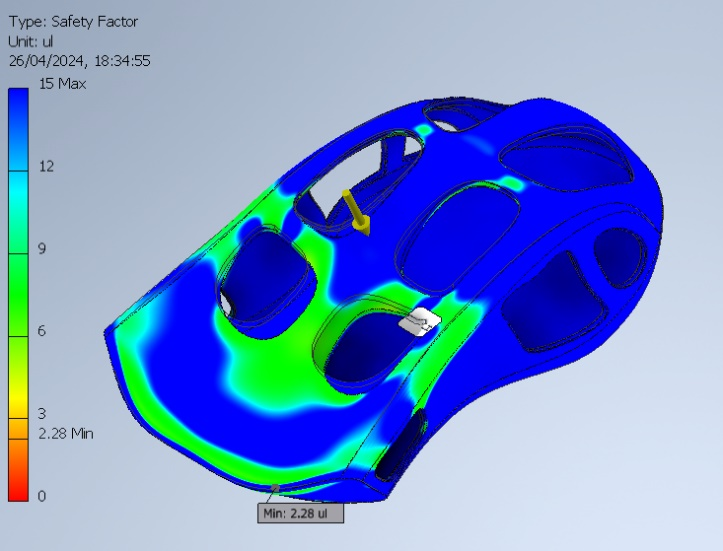 Type: Safety Factor
Unit: ul
26/04/2024, 18:34:55
15 Max
12
9
6
3
2.28 Min
0
Min: 2.28 ul